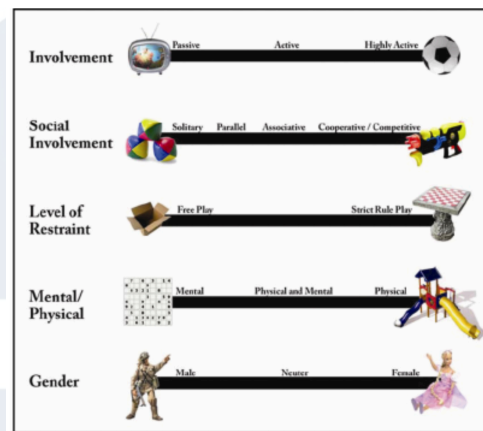 Involvement
Passive Active Highly Active
Social
Involvement
Solitary Parallel Associative Cooperative / Competitive
Level of
Restraint
Free Play Strict Rule Play
Mental/
Physical
Mental Physical and Mental Physical
Gender
Male Neuter Female